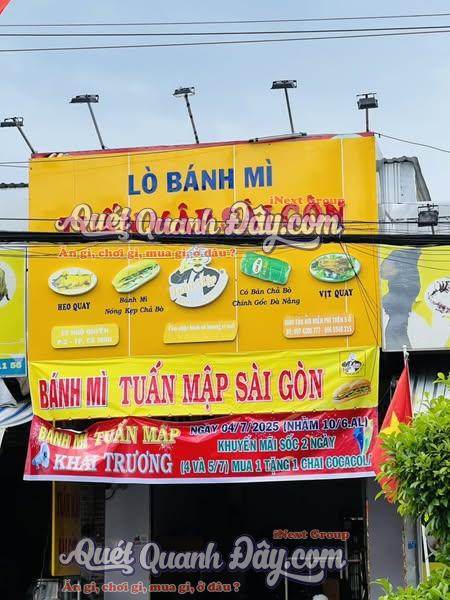 LÒ BÁNH MÌ
iNext Group
Quét Quanh Đây.com
SÀI GÒN
Ăn gì, chơi gì, mua gì, ở đâu ?
HEO QUAY
Bánh Mì
Nóng Kẹp Chả Bò
Có Bán Chả Bò
Chính Gốc Đà Nẵng
VỊT QUAY
BÁNH MÌ TUẤN MẬP SÀI GÒN
BÁNH MÌ TUẤN MẬP
KHAI TRƯƠNG
NGÀY 04/7/2025 (NHẰM 10/6.AL)
KHUYẾN MÃI SỐC 2 NGÀY
(4 VÀ 5/7) MUA 1 TẶNG 1 CHAI COCACOLA
iNext Group
Quét Quanh Đây.com
Ăn gì, chơi gì, mua gì, ở đâu ?